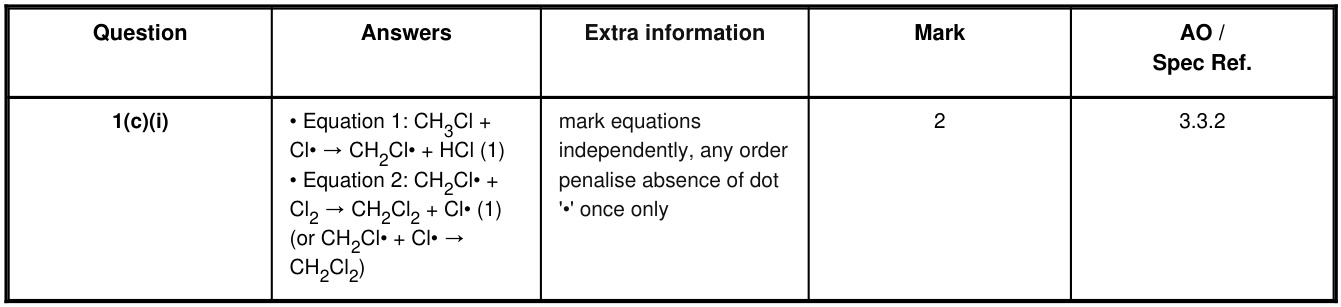 Question Answers Extra information Mark AO /
Spec Ref.
1(c)(i)
• Equation 1: CH₃Cl +
Cl• → CH₂Cl• + HCl (1)
• Equation 2: CH₂Cl• +
Cl₂ → CH₂Cl₂ + Cl• (1)
(or CH₂Cl• + Cl• →
CH₂Cl₂)
mark equations
independently, any order
penalise absence of dot
'•' once only
2
3.3.2